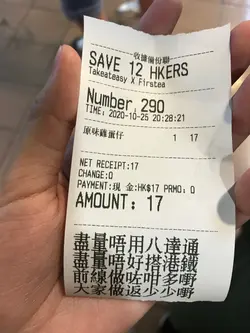 收據備份聯
SAVE 12 HKERS
Takeateasy X Firstea
Number 290
TIME: 2020-10-25 20:28:21
原味雞蛋仔 1 17
NET RECEIPT:17
CHANGE:0
PAYMENT:現 金:HK$17 PRMO: 0
AMOUNT: 17
盡量唔用八達通
盡量唔好搭港鐵
前線做咗咁多嘢
大家做返少少嘢